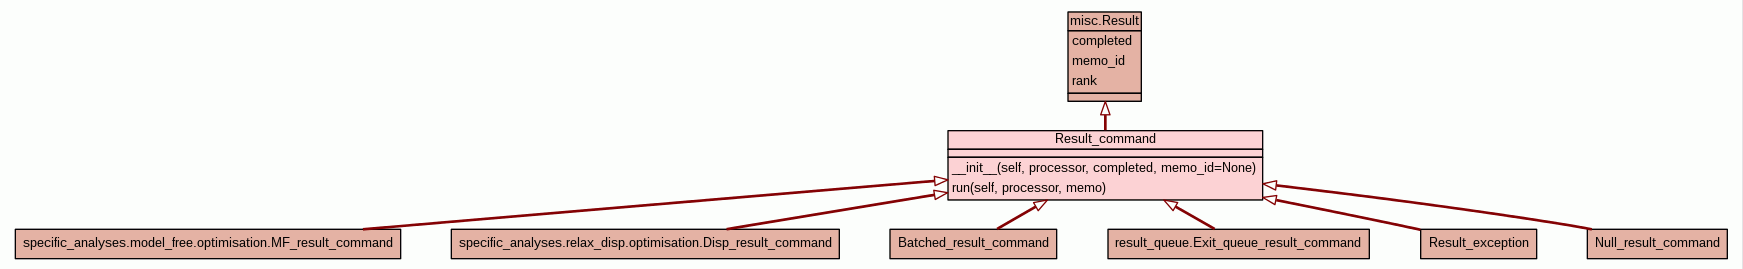 misc.Result
completed
memo_id
rank
Result_command
__init__(self, processor, completed, memo_id=None)
run(self, processor, memo)
specific_analyses.model_free.optimisation.MF_result_command
specific_analyses.relax_disp.optimisation.Disp_result_command
Batched_result_command
result_queue.Exit_queue_result_command
Result_exception
Null_result_command